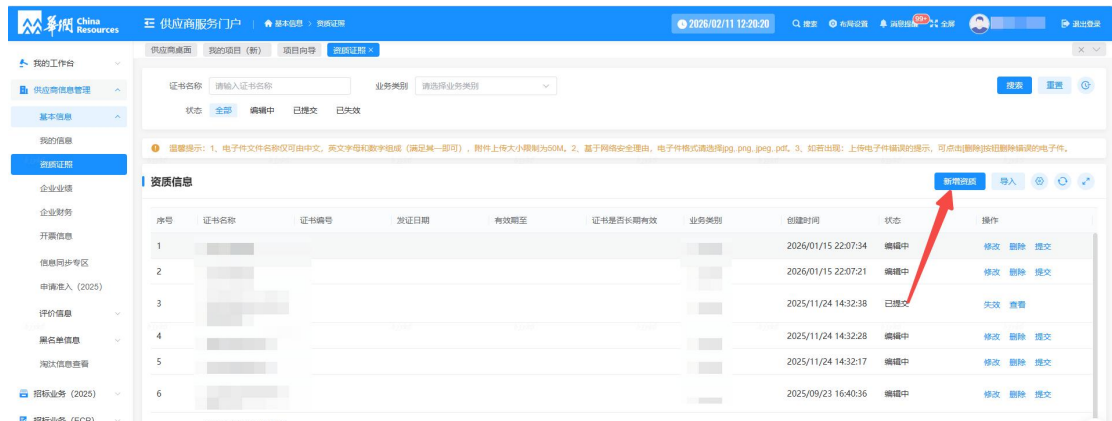 華潤 China Resources
供应商服务门户 基本信息 > 资质证照
2026/02/11 12:20:20 搜索 布局设置 消息提醒 99+ 全屏 退出登录
供应商桌面 我的项目（新） 项目向导 资质证照 ×
我的工作台
供应商信息管理
基本信息
我的信息
资质证照
企业业绩
企业财务
开票信息
信息同步专区
申请准入（2025）
评价信息
黑名单信息
淘汰信息查看
招标业务（2025）
招标业务（ECP）
证书名称 请输入证书名称 业务类别 请选择业务类别 搜索 重置
状态 全部 编辑中 已提交 已失效
温馨提示：1、电子件文件名称仅可由中文，英文字母和数字组成（满足其一即可），附件上传大小限制为50M。2、基于网络安全理由，电子件格式请选择jpg, png, jpeg, pdf。3、如若出现：上传电子件错误的提示，可点击[删除]按钮删除错误的电子件。
资质信息 新增资质 导入
序号 证书名称 证书编号 发证日期 有效期至 证书是否长期有效 业务类别 创建时间 状态 操作
1 2026/01/15 22:07:34 编辑中 修改 删除 提交
2 2026/01/15 22:07:21 编辑中 修改 删除 提交
3 2025/11/24 14:32:38 已提交 失效 查看
4 2025/11/24 14:32:28 编辑中 修改 删除 提交
5 2025/11/24 14:32:17 编辑中 修改 删除 提交
6 2025/09/23 16:40:36 编辑中 修改 删除 提交